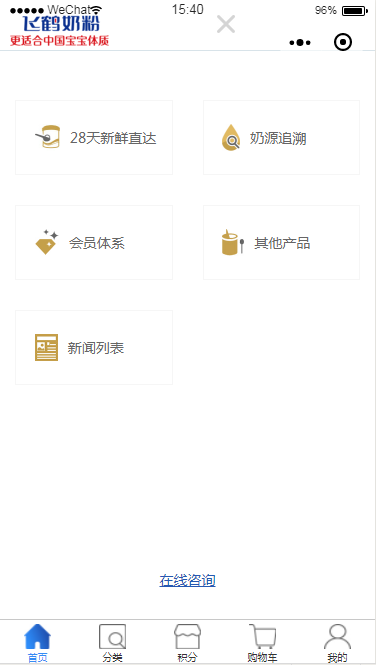 WeChat 15:40 96%
飞鹤奶粉
更适合中国宝宝体质
28天新鲜直达 奶源追溯
会员体系 其他产品
新闻列表
在线咨询
首页 分类 积分 购物车 我的